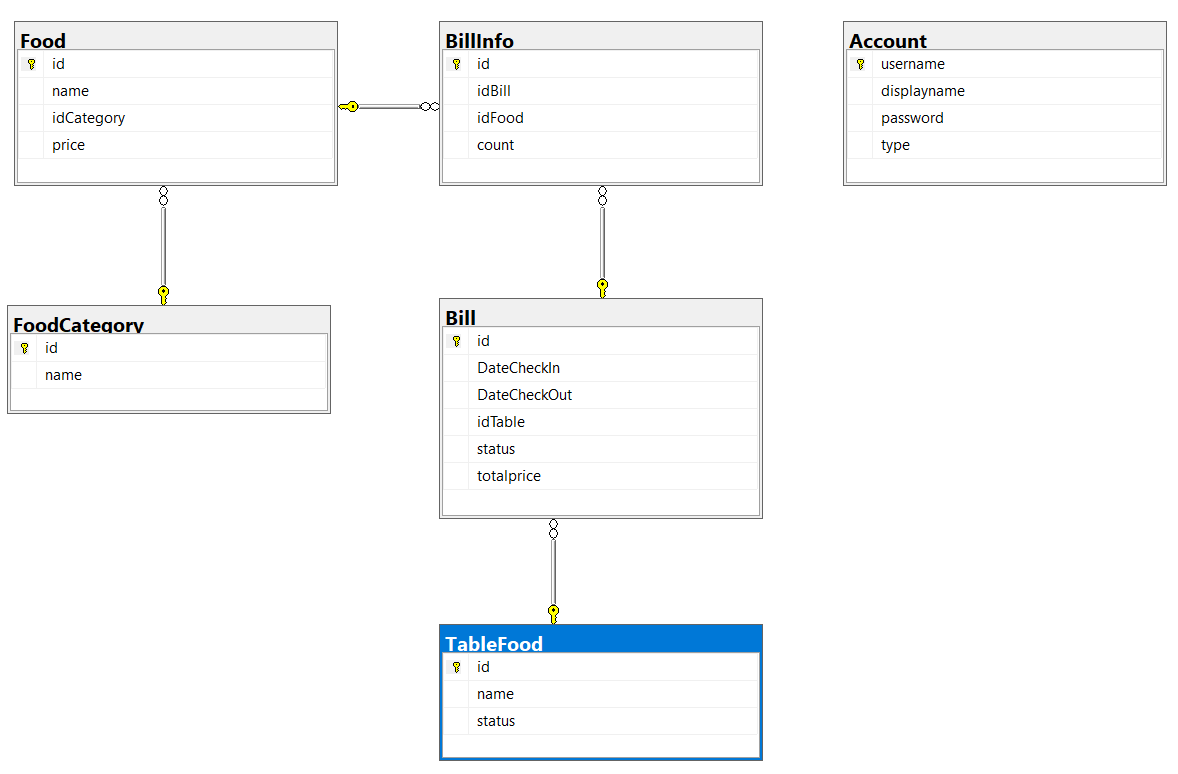 Food
id
name
idCategory
price
BillInfo
id
idBill
idFood
count
Account
username
displayname
password
type
FoodCategory
id
name
Bill
id
DateCheckIn
DateCheckOut
idTable
status
totalprice
TableFood
id
name
status